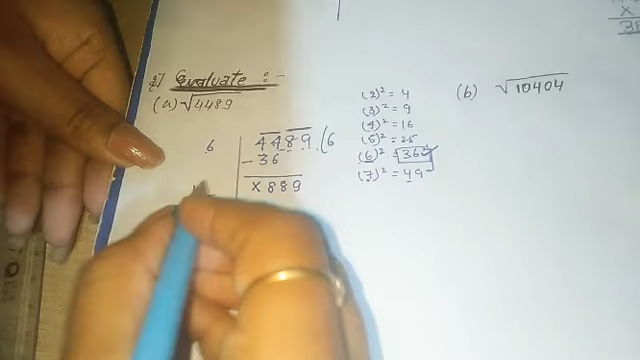 Evaluate :-
(a) √4489
(b) √10404
6 4489 (6
- 36
x 889
(2)² = 4
(3)² = 9
(4)² = 16
(5)² = 25
(6)² = 36
(7)² = 49